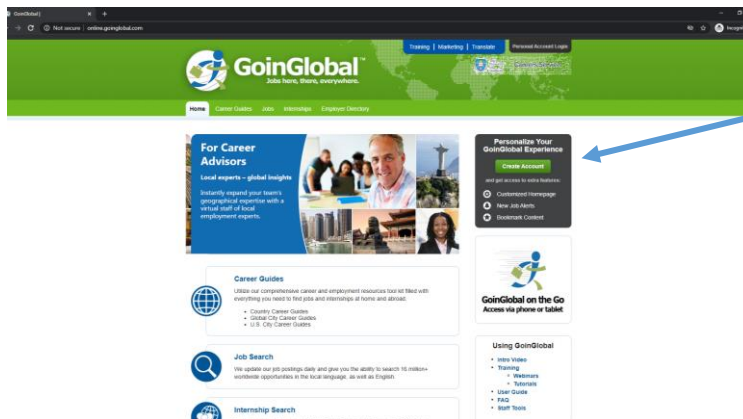 GoinGlobal |
Not secure | online.goinglobal.com
Training | Marketing | Translate
Personal Account Login
GoinGlobal™
Jobs here, there, everywhere.
Home Career Guides Jobs Internships Employer Directory
For Career
Advisors
Local experts – global insights
Instantly expand your team's
geographical expertise with a
virtual staff of local
employment experts.
Personalize Your
GoinGlobal Experience
Create Account
and get access to extra features:
Customized Homepage
New Job Alerts
Bookmark Content
GoinGlobal on the Go
Access via phone or tablet
Career Guides
Utilize our comprehensive career and employment resources tool kit filled with
everything you need to find jobs and internships at home and abroad.
• Country Career Guides
• Global City Career Guides
• U.S. City Career Guides
Job Search
We update our job postings daily and give you the ability to search 16 million+
worldwide opportunities in the local language, as well as English.
Internship Search
Using GoinGlobal
• Intro Video
• Training
• Webinars
• Tutorials
• User Guide
• FAQ
• Staff Tools